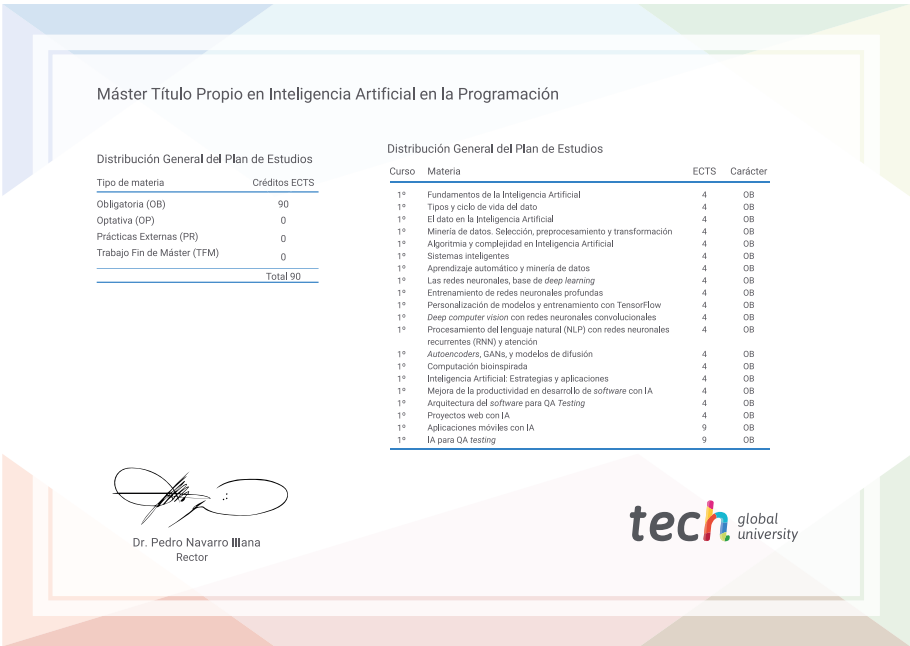 Máster Título Propio en Inteligencia Artificial en la Programación
Distribución General del Plan de Estudios
Tipo de materia Créditos ECTS
Obligatoria (OB) 90
Optativa (OP) 0
Prácticas Externas (PR) 0
Trabajo Fin de Máster (TFM) 0
Total 90
Distribución General del Plan de Estudios
Curso Materia ECTS Carácter
1º Fundamentos de la Inteligencia Artificial 4 OB
1º Tipos y ciclo de vida del dato 4 OB
1º El dato en la Inteligencia Artificial 4 OB
1º Minería de datos. Selección, preprocesamiento y transformación 4 OB
1º Algoritmia y complejidad en Inteligencia Artificial 4 OB
1º Sistemas inteligentes 4 OB
1º Aprendizaje automático y minería de datos 4 OB
1º Las redes neuronales, base de deep learning 4 OB
1º Entrenamiento de redes neuronales profundas 4 OB
1º Personalización de modelos y entrenamiento con TensorFlow 4 OB
1º Deep computer vision con redes neuronales convolucionales 4 OB
1º Procesamiento del lenguaje natural (NLP) con redes neuronales 4 OB
recurrentes (RNN) y atención
1º Autoencoders, GANs, y modelos de difusión 4 OB
1º Computación bioinspirada 4 OB
1º Inteligencia Artificial: Estrategias y aplicaciones 4 OB
1º Mejora de la productividad en desarrollo de software con IA 4 OB
1º Arquitectura del software para QA Testing 4 OB
1º Proyectos web con IA 4 OB
1º Aplicaciones móviles con IA 9 OB
1º IA para QA testing 9 OB
Dr. Pedro Navarro Illana
Rector
tech global
university